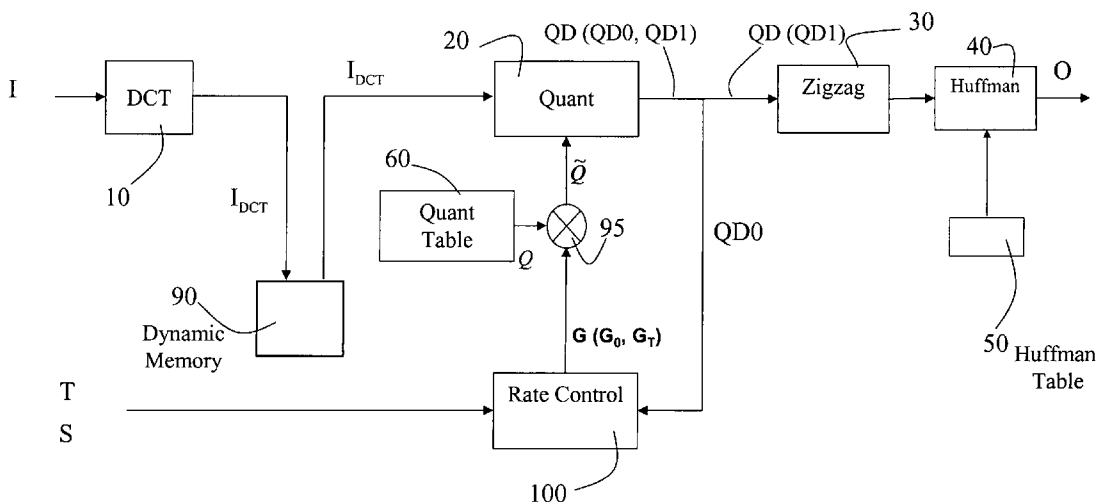 20
QD (QD0, QD1)
QD (QD1)
30
40
I
DCT
I_DCT
Quant
Zigzag
Huffman
O
10
60
Q̃
I_DCT
Quant
Table
Q
95
QD0
90
Dynamic
Memory
G (G₀, G_T)
50
Huffman
Table
T
S
Rate Control
100